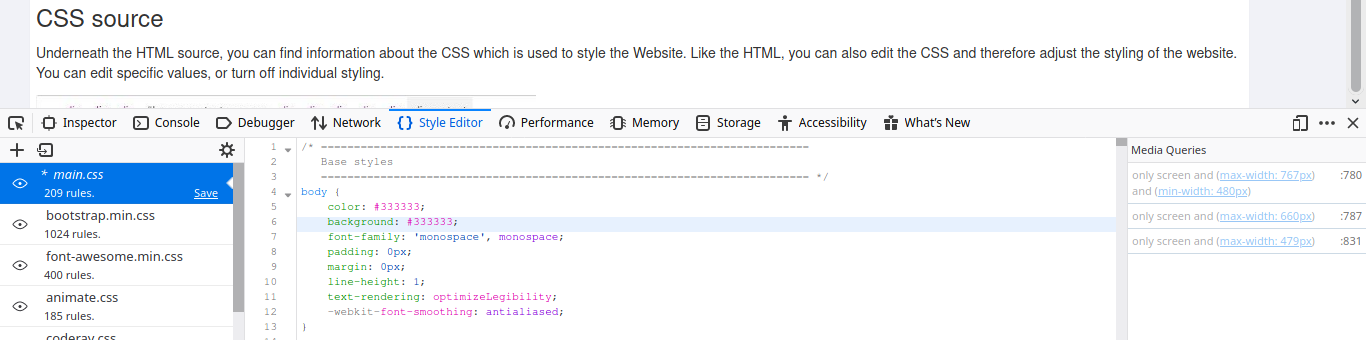 CSS source
Underneath the HTML source, you can find information about the CSS which is used to style the Website. Like the HTML, you can also edit the CSS and therefore adjust the styling of the website.
You can edit specific values, or turn off individual styling.
Inspector Console Debugger Network Style Editor Performance Memory Storage Accessibility What's New
* main.css
209 rules. Save
bootstrap.min.css
1024 rules.
font-awesome.min.css
400 rules.
animate.css
185 rules.
coderay.css
1 /* ==========================================================================
2 Base styles
3 ========================================================================== */
4 body {
5 color: #333333;
6 background: #333333;
7 font-family: 'monospace', monospace;
8 padding: 0px;
9 margin: 0px;
10 line-height: 1;
11 text-rendering: optimizeLegibility;
12 -webkit-font-smoothing: antialiased;
13 }
Media Queries
only screen and (max-width: 767px) :780
and (min-width: 480px)
only screen and (max-width: 660px) :787
only screen and (max-width: 479px) :831